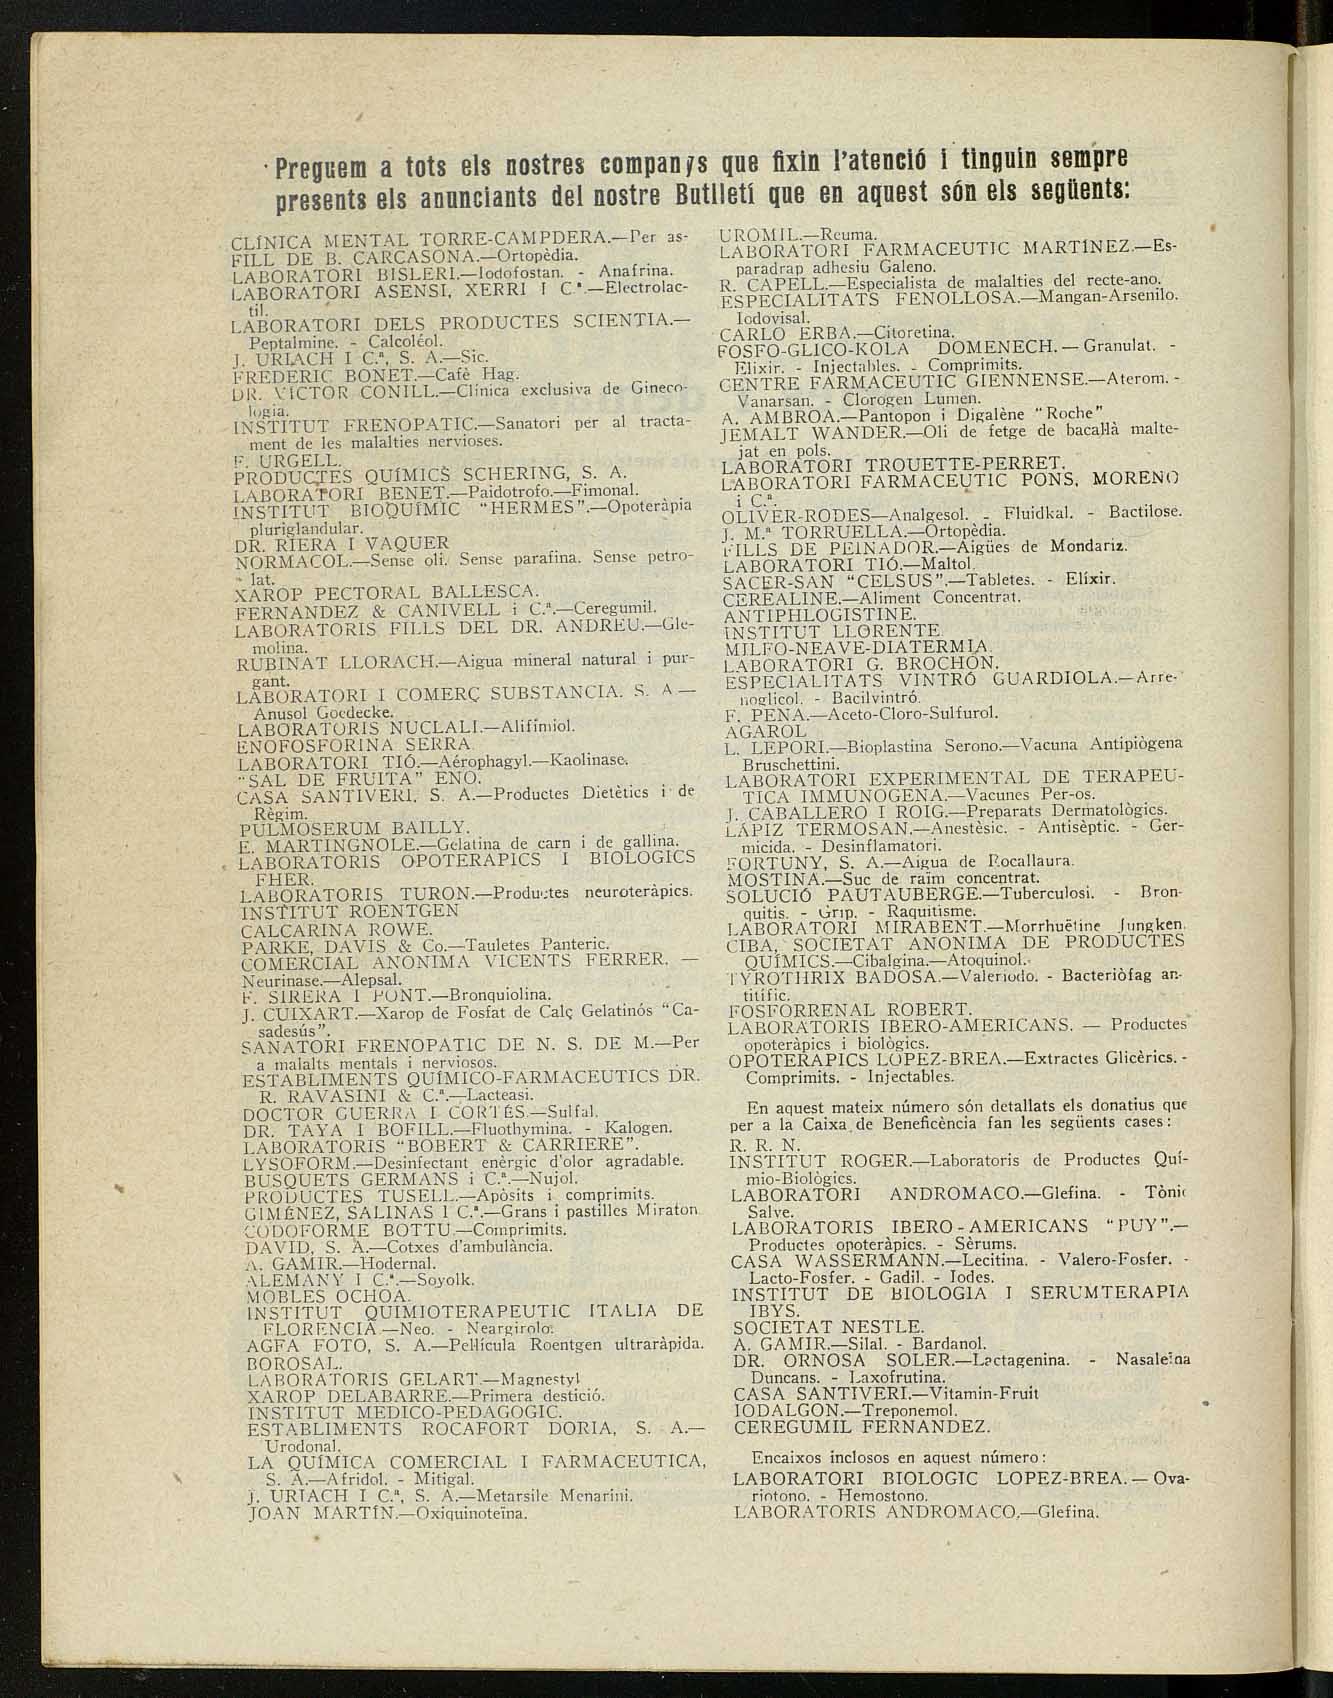 Preguem a tots els nostres companys que fixin l'atenció i tinguin sempre
presents els anunciants del nostre Butlletí que en aquest són els següents:
CLÍNICA MENTAL TORRE-CAMPDERA.—Per as-
FILL DE B. CARCASONA.—Ortopèdia.
LABORATORI BISLERI.—Iodofostan. - Anafrina.
LABORATORI ASENSI, XERRI I C.ª.—Electrolac-
til.
LABORATORI DELS PRODUCTES SCIENTIA.—
Peptalmine. - Calcoléol.
J. URIACH I C.ª, S. A.—Sic.
FREDERIC BONET.—Cafè Hag.
DR. VÍCTOR CONILL.—Clínica exclusiva de Gineco-
logia.
INSTITUT FRENOPATIC.—Sanatori per al tracta-
ment de les malalties nervioses.
F. URGELL.
PRODUCTES QUÍMICS SCHERING, S. A.
LABORATORI BENET.—Paidotrofo.—Fimonal.
INSTITUT BIOQUÍMIC "HERMES".—Opoteràpia
pluriglandular.
DR. RIERA I VAQUER
NORMACOL.—Sense oli. Sense parafina. Sense petro-
lat.
XAROP PECTORAL BALLESCA.
FERNANDEZ & CANIVELL i C.ª.—Ceregumil.
LABORATORIS FILLS DEL DR. ANDREU.—Gle-
molina.
RUBINAT LLORACH.—Aigua mineral natural i pur-
gant.
LABORATORI I COMERÇ SUBSTANCIA. S. A —
Anusol Goedecke.
LABORATORIS NUCLALI.—Alifimiol.
ENOFOSFORINA SERRA.
LABORATORI TIÓ.—Aérophagyl.—Kaolinase.
"SAL DE FRUITA" ENO.
CASA SANTIVERI, S. A.—Productes Dietètics i de
Règim.
PULMOSERUM BAILLY.
E. MARTINGNOLE.—Gelatina de carn i de gallina.
LABORATORIS OPOTERAPICS I BIOLOGICS
FHER.
LABORATORIS TURON.—Productes neuroteràpics.
INSTITUT ROENTGEN
CALCARINA ROWE.
PARKE, DAVIS & Co.—Tauletes Panteric.
COMERCIAL ANONIMA VICENTS FERRER. —
Neurinase.—Alepsal.
F. SIRERA I PONT.—Bronquiolina.
J. CUIXART.—Xarop de Fosfat de Calç Gelatinós "Ca-
sadesús".
SANATORI FRENOPATIC DE N. S. DE M.—Per
a malalts mentals i nerviosos.
ESTABLIMENTS QUÍMICO-FARMACEUTICS DR.
R. RAVASINI & C.ª.—Lacteasi.
DOCTOR GUERRA I CORTÉS.—Sulfal.
DR. TAYA I BOFILL.—Fluothymina. - Kalogen.
LABORATORIS "BOBERT & CARRIERE".
LYSOFORM.—Desinfectant enèrgic d'olor agradable.
BUSQUETS GERMANS i C.ª.—Nujol.
PRODUCTES TUSELL.—Apòsits i comprimits.
GIMÉNEZ, SALINAS I C.ª.—Grans i pastilles Miraton
CODOFORME BOTTU.—Comprimits.
DAVID, S. A.—Cotxes d'ambulància.
A. GAMIR.—Hodernal.
ALEMANY I C.ª.—Soyolk.
MOBLES OCHOA.
INSTITUT QUIMIOTERAPEUTIC ITALIA DE
FLORENCIA.—Neo. - Neargirolo.
AGFA FOTO, S. A.—Pel·lícula Roentgen ultraràpida.
BOROSAL.
LABORATORIS GELART.—Magnestyl
XAROP DELABARRE.—Primera destició.
INSTITUT MEDICO-PEDAGOGIC.
ESTABLIMENTS ROCAFORT DORIA, S. A.—
Urodonal.
LA QUÍMICA COMERCIAL I FARMACEUTICA,
S. A.—Afridol. - Mitigal.
J. URIACH I C.ª, S. A.—Metarsile Menarini.
JOAN MARTÍN.—Oxiquinoteïna.
UROMIL.—Reuma.
LABORATORI FARMACEUTIC MARTÍNEZ.—Es-
paradrap adhesiu Galeno.
R. CAPELL.—Especialista de malalties del recte-ano.
ESPECIALITATS FENOLLOSA.—Mangan-Arsenilo.
Iodovisal.
CARLO ERBA.—Citoretina.
FOSFO-GLICO-KOLA DOMENECH.—Granulat. -
Elixir. - Injectables. - Comprimits.
CENTRE FARMACEUTIC GIENNENSE.—Aterom. -
Vanarsan. - Clorogen Lumen.
A. AMBROA.—Pantopon i Digalène "Roche"
JEMALT WANDER.—Oli de fetge de bacallà malte-
jat en pols.
LABORATORI TROUETTE-PERRET.
LABORATORI FARMACEUTIC PONS, MORENO
i C.ª.
OLIVER-RODES—Analgesol. - Fluidkal. - Bactilose.
J. M.ª TORRUELLA.—Ortopèdia.
FILLS DE PEINADOR.—Aigües de Mondariz.
LABORATORI TIÓ.—Maltol.
SACER-SAN "CELSUS".—Tabletes. - Elíxir.
CEREALINE.—Aliment Concentrat.
ANTIPHLOGISTINE.
INSTITUT LLORENTE
MILFO-NEAVE-DIATERMIA.
LABORATORI G. BROCHÓN.
ESPECIALITATS VINTRÓ GUARDIOLA.—Arre-
noglicol. - Bacilvintró.
F. PENA.—Aceto-Cloro-Sulfurol.
AGAROL
L. LEPORI.—Bioplastina Serono.—Vacuna Antipiògena
Bruschettini.
LABORATORI EXPERIMENTAL DE TERAPEU-
TICA IMMUNOGENA.—Vacunes Per-os.
J. CABALLERO I ROIG.—Preparats Dermatològics.
LÁPIZ TERMOSAN.—Anestèsic. - Antisèptic. - Ger-
micida. - Desinflamatori.
FORTUNY, S. A.—Aigua de Rocallaura.
MOSTINA.—Suc de raïm concentrat.
SOLUCIÓ PAUTAUBERGE.—Tuberculosi. - Bron-
quitis. - Grip. - Raquitisme.
LABORATORI MIRABENT.—Morrhuëtine Jungken.
CIBA, SOCIETAT ANONIMA DE PRODUCTES
QUÍMICS.—Cibalgina.—Atoquinol.
TYROTHRIX BADOSA.—Valeriodo. - Bacteriòfag an-
titífic.
FOSFORRENAL ROBERT.
LABORATORIS IBERO-AMERICANS. — Productes
opoteràpics i biològics.
OPOTERAPICS LOPEZ-BREA.—Extractes Glicèrics. -
Comprimits. - Injectables.
En aquest mateix número són detallats els donatius que
per a la Caixa de Beneficència fan les següents cases:
R. R. N.
INSTITUT ROGER.—Laboratoris de Productes Quí-
mio-Biològics.
LABORATORI ANDROMACO.—Glefina. - Tònic
Salve.
LABORATORIS IBERO-AMERICANS "PUY".—
Productes opoteràpics. - Sèrums.
CASA WASSERMANN.—Lecitina. - Valero-Fosfer. -
Lacto-Fosfer. - Gadil. - Iodes.
INSTITUT DE BIOLOGIA I SERUMTERAPIA
IBYS.
SOCIETAT NESTLE.
A. GAMIR.—Silal. - Bardanol.
DR. ORNOSA SOLER.—Lactagenina. - Nasaleïna
Duncans. - Laxofrutina.
CASA SANTIVERI.—Vitamin-Fruit
IODALGON.—Treponemol.
CEREGUMIL FERNANDEZ.
Encaixos inclosos en aquest número:
LABORATORI BIOLOGIC LOPEZ-BREA.—Ova-
riotono. - Hemostono.
LABORATORIS ANDROMACO.—Glefina.